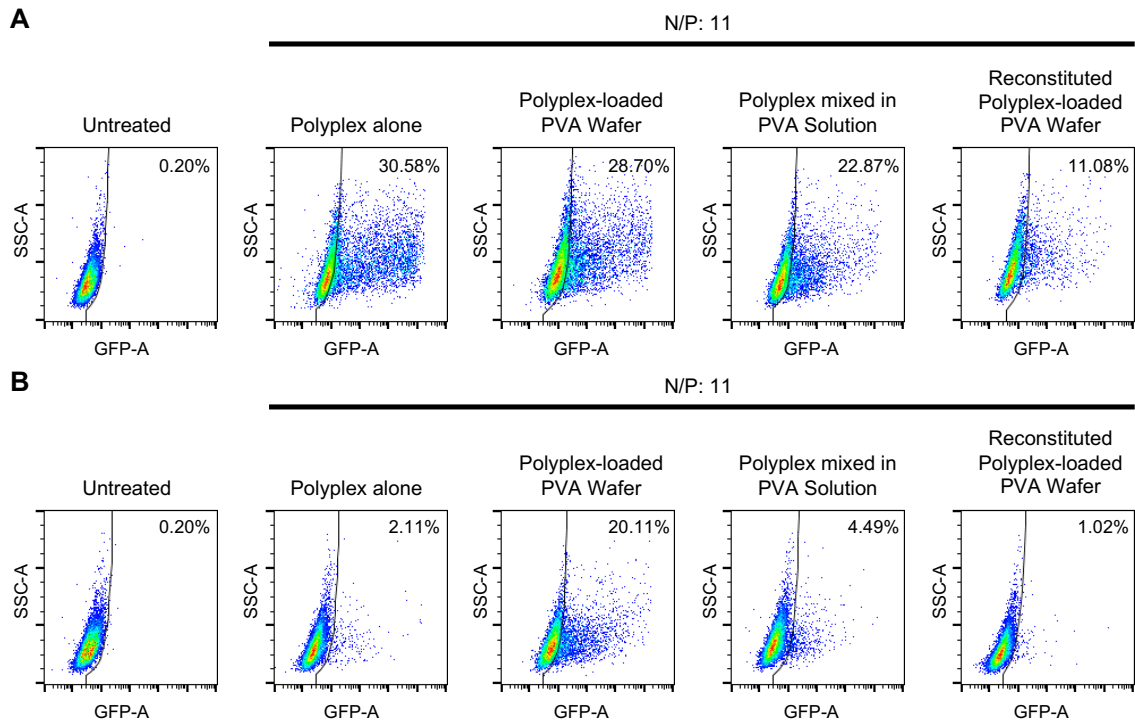 A
N/P: 11
Untreated
Polyplex alone
Polyplex-loaded
PVA Wafer
Polyplex mixed in
PVA Solution
Reconstituted
Polyplex-loaded
PVA Wafer
0.20%
30.58%
28.70%
22.87%
11.08%
SSC-A
SSC-A
SSC-A
SSC-A
SSC-A
GFP-A
GFP-A
GFP-A
GFP-A
GFP-A
B
N/P: 11
Untreated
Polyplex alone
Polyplex-loaded
PVA Wafer
Polyplex mixed in
PVA Solution
Reconstituted
Polyplex-loaded
PVA Wafer
0.20%
2.11%
20.11%
4.49%
1.02%
SSC-A
SSC-A
SSC-A
SSC-A
SSC-A
GFP-A
GFP-A
GFP-A
GFP-A
GFP-A